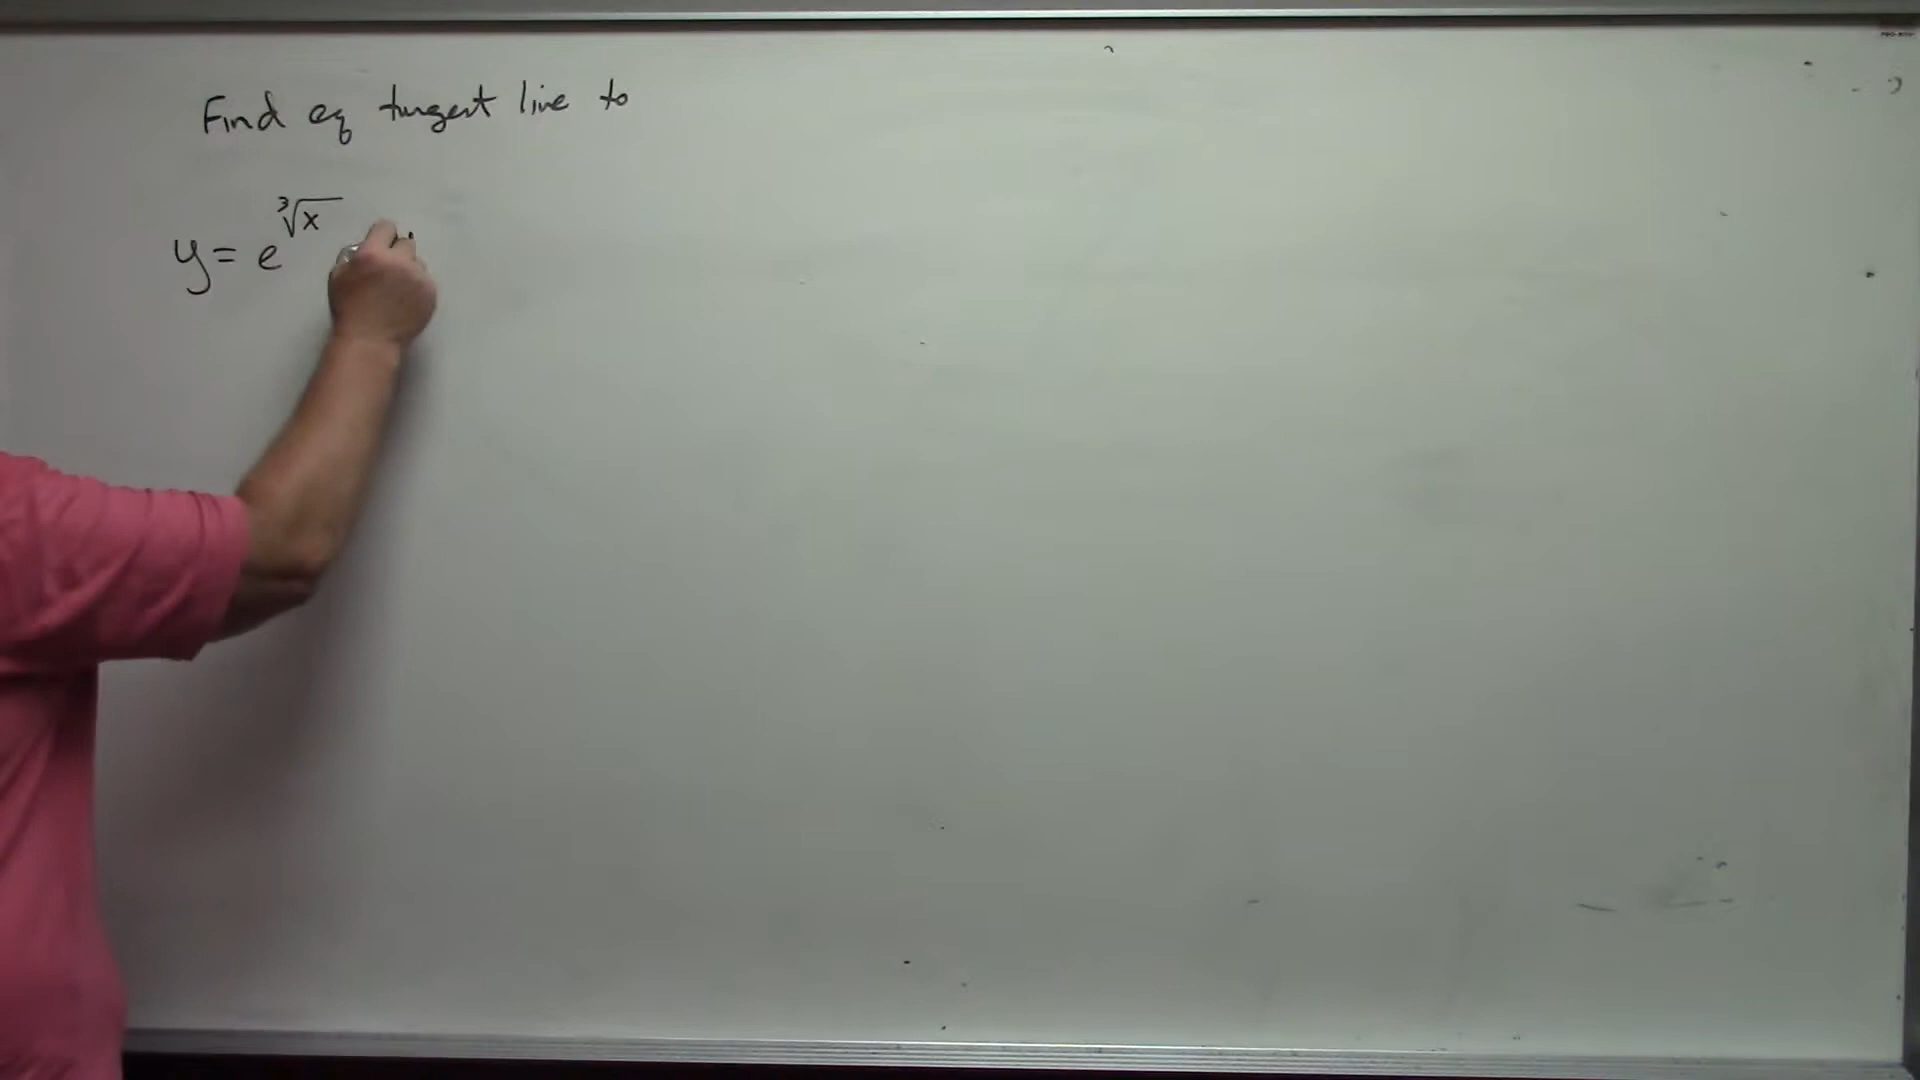 Find eq tangent line to
y = e^{∛x}